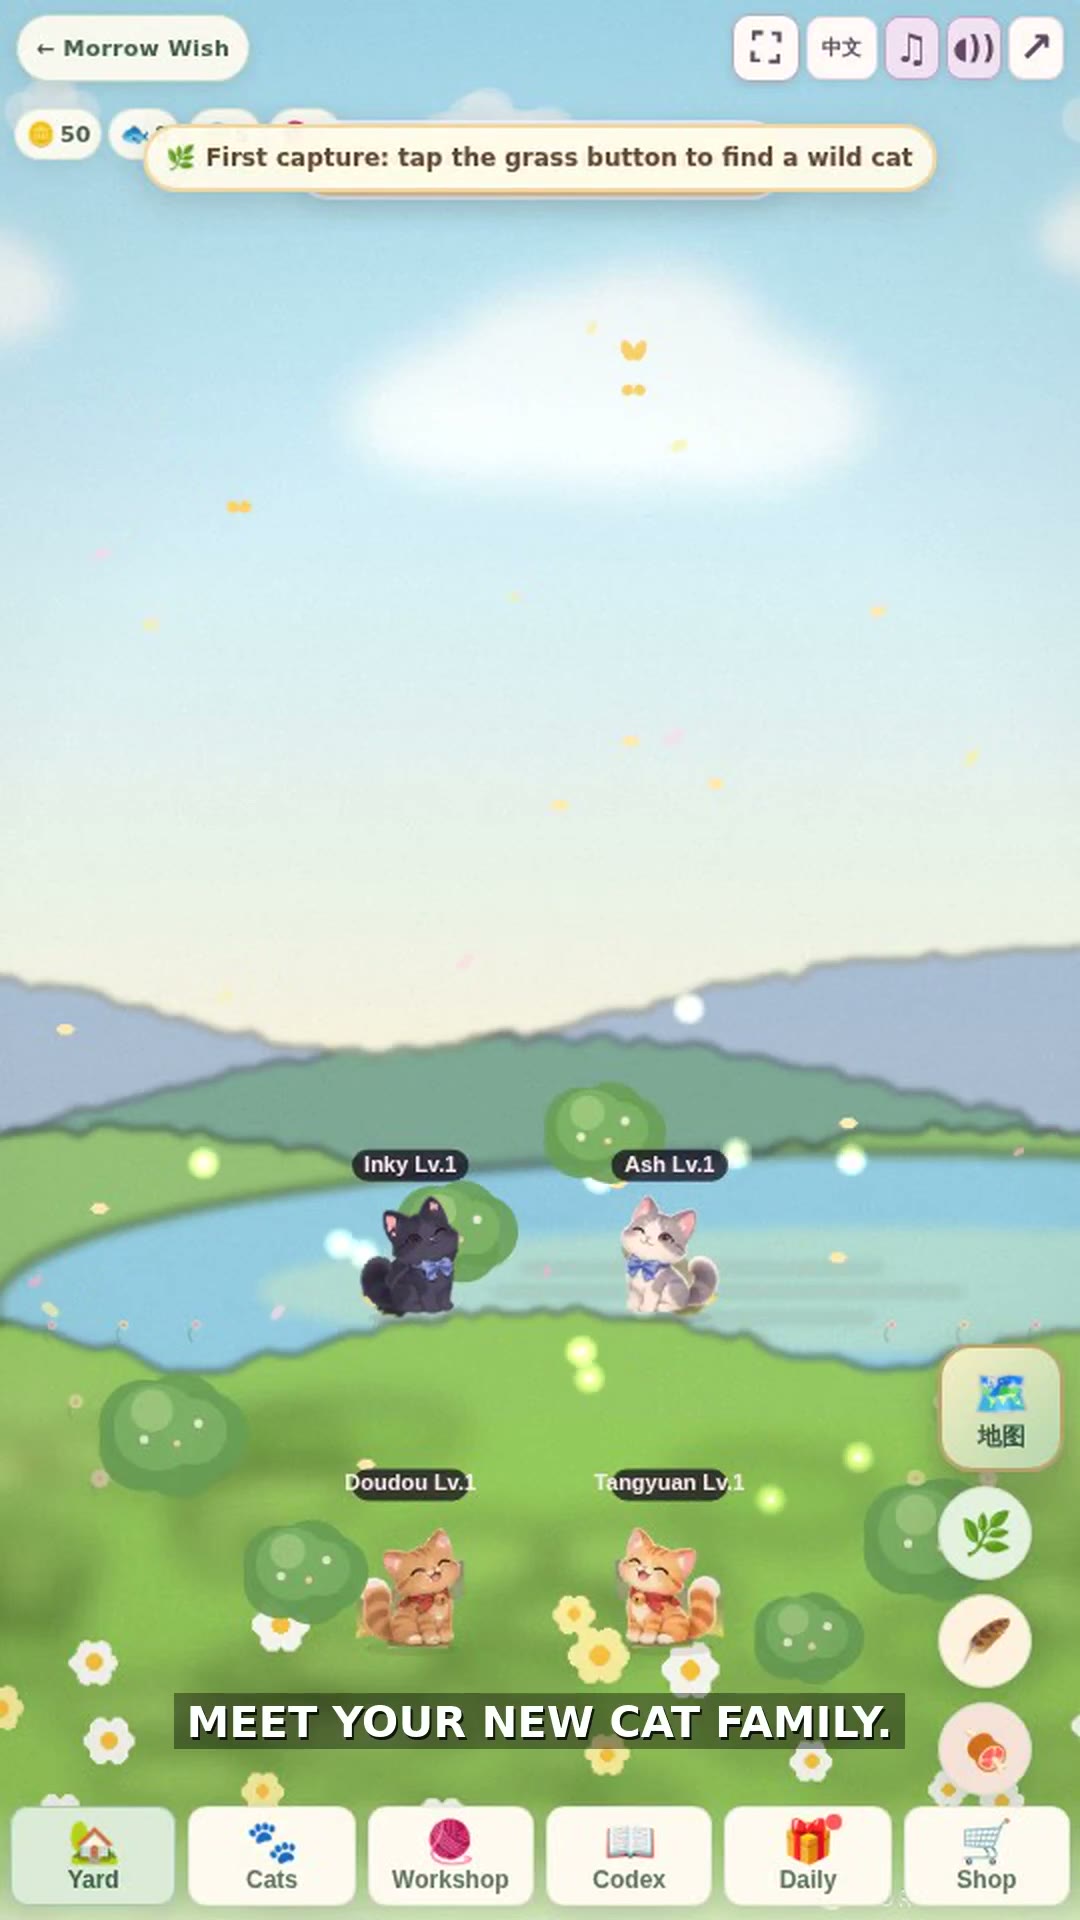 ← Morrow Wish
中文
50
First capture: tap the grass button to find a wild cat
Inky Lv.1
Ash Lv.1
地图
Doudou Lv.1
Tangyuan Lv.1
MEET YOUR NEW CAT FAMILY.
Yard
Cats
Workshop
Codex
Daily
Shop